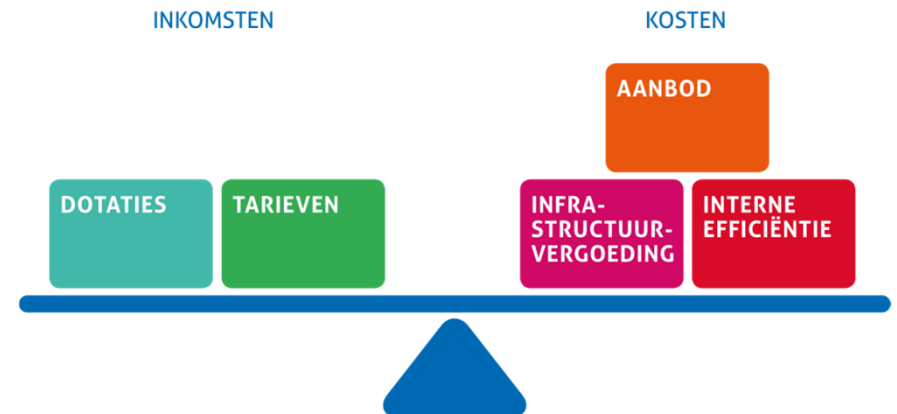 INKOMSTEN
KOSTEN
AANBOD
DOTATIES
TARIEVEN
INFRA-
STRUCTUUR-
VERGOEDING
INTERNE
EFFICIËNTIE